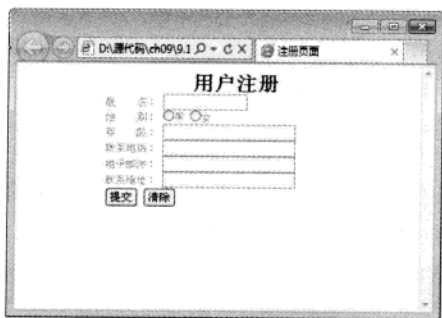 D:\源代码\ch09\9.1
注册页面
用户注册
姓 名：
性 别： 男 女
年 龄：
联系电话：
电子邮件：
联系地址：
提交 清除